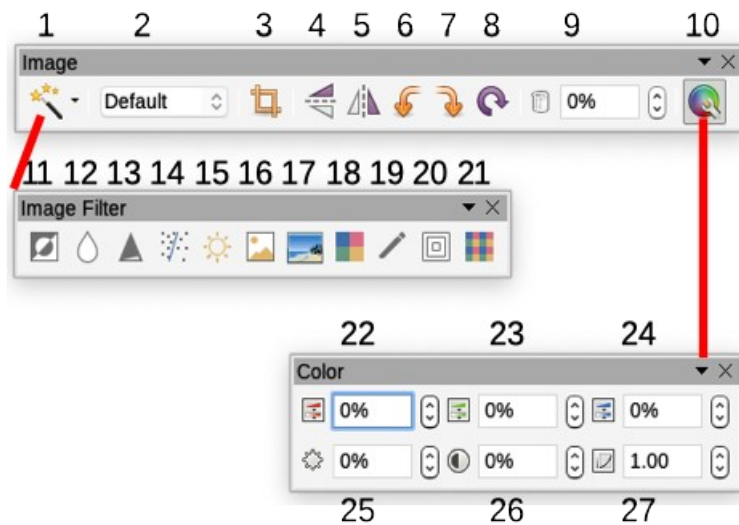 1 2 3 4 5 6 7 8 9 10
Image
Default 0%
11 12 13 14 15 16 17 18 19 20 21
Image Filter
22 23 24
Color
0% 0% 0%
0% 0% 1.00
25 26 27